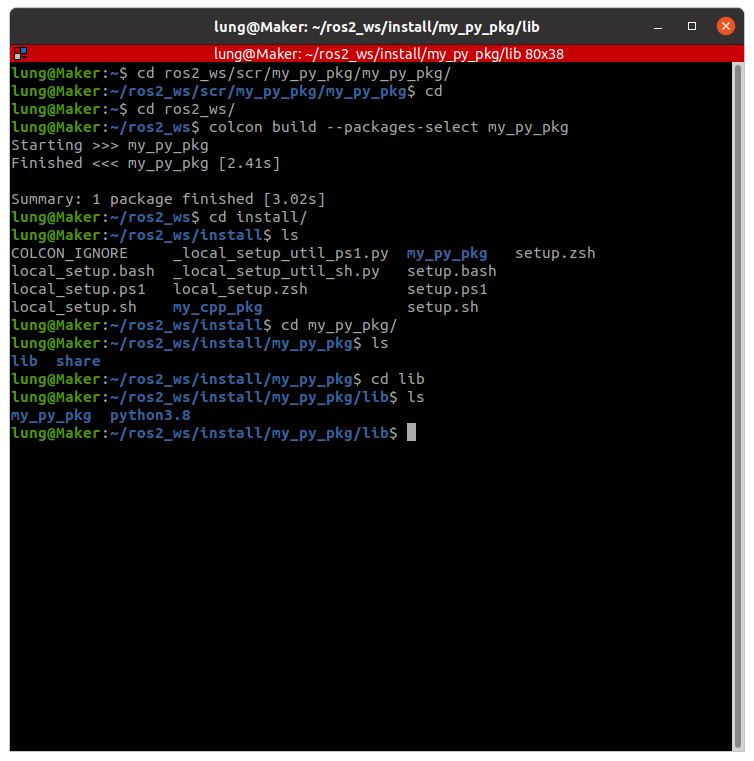 lung@Maker: ~/ros2_ws/install/my_py_pkg/lib
lung@Maker: ~/ros2_ws/install/my_py_pkg/lib 80x38
lung@Maker:~$ cd ros2_ws/scr/my_py_pkg/my_py_pkg/
lung@Maker:~/ros2_ws/scr/my_py_pkg/my_py_pkg$ cd
lung@Maker:~$ cd ros2_ws/
lung@Maker:~/ros2_ws$ colcon build --packages-select my_py_pkg
Starting >>> my_py_pkg
Finished <<< my_py_pkg [2.41s]
Summary: 1 package finished [3.02s]
lung@Maker:~/ros2_ws$ cd install/
lung@Maker:~/ros2_ws/install$ ls
COLCON_IGNORE     _local_setup_util_ps1.py  my_py_pkg   setup.zsh
local_setup.bash  _local_setup_util_sh.py   setup.bash
local_setup.ps1   local_setup.zsh           setup.ps1
local_setup.sh    my_cpp_pkg                setup.sh
lung@Maker:~/ros2_ws/install$ cd my_py_pkg/
lung@Maker:~/ros2_ws/install/my_py_pkg$ ls
lib  share
lung@Maker:~/ros2_ws/install/my_py_pkg$ cd lib
lung@Maker:~/ros2_ws/install/my_py_pkg/lib$ ls
my_py_pkg  python3.8
lung@Maker:~/ros2_ws/install/my_py_pkg/lib$